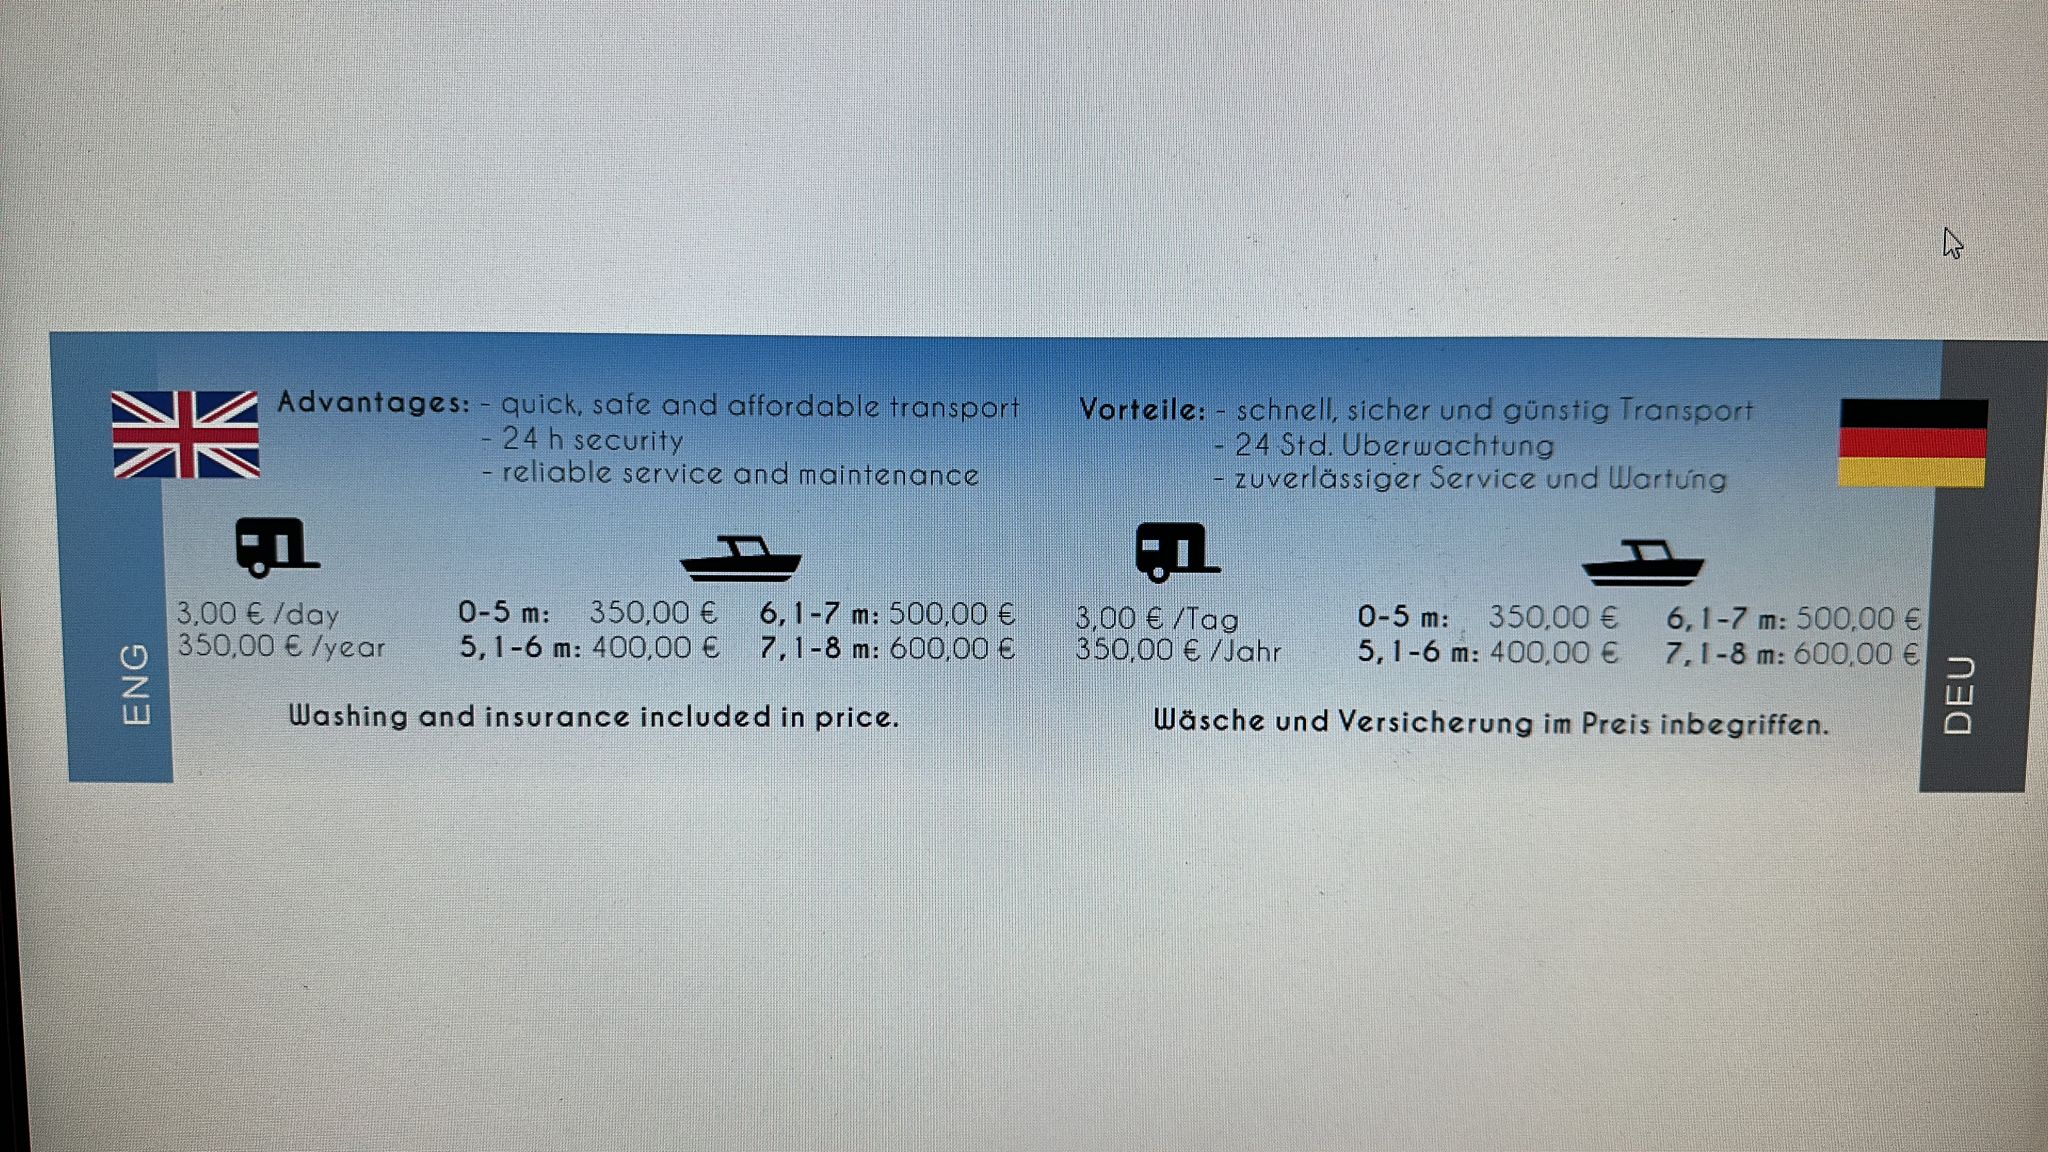 Advantages: - quick, safe and affordable transport
- 24 h security
- reliable service and maintenance
3,00 € /day
350,00 € /year
0-5 m: 350,00 € 6,1-7 m: 500,00 €
5,1-6 m: 400,00 € 7,1-8 m: 600,00 €
Washing and insurance included in price.
ENG
Vorteile: - schnell, sicher und günstig Transport
- 24 Std. Uberwachtung
- zuverlässiger Service und Wartung
3,00 € /Tag
350,00 € /Jahr
0-5 m: 350,00 € 6,1-7 m: 500,00 €
5,1-6 m: 400,00 € 7,1-8 m: 600,00 €
Wäsche und Versicherung im Preis inbegriffen.
DEU